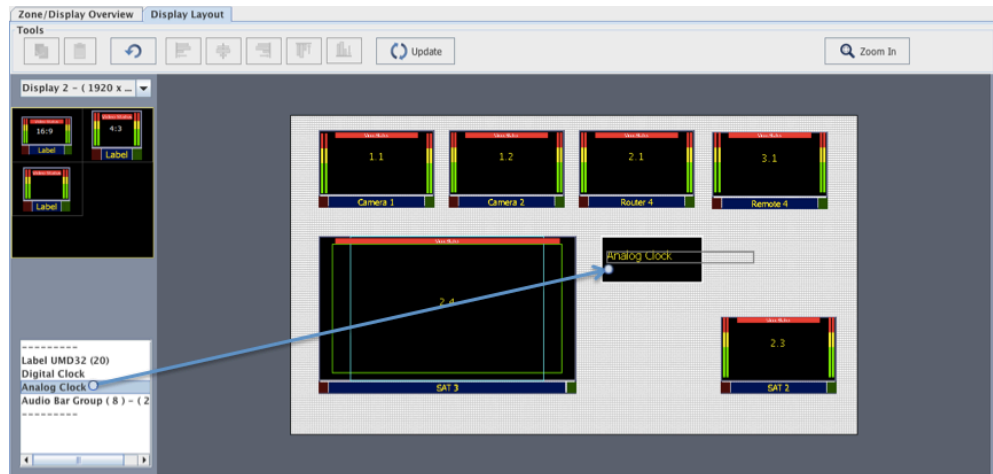 Zone/Display Overview
Display Layout
Tools
Update
Zoom In
Display 2 - ( 1920 x ...
16:9
Label
4:3
Label
Label
1.1
Camera 1
1.2
Camera 2
2.1
Router 4
3.1
Remote 4
2.4
SAT 3
Analog Clock
2.3
SAT 2
---------
Label UMD32 (20)
Digital Clock
Analog Clock
Audio Bar Group ( 8 ) - ( 2
---------